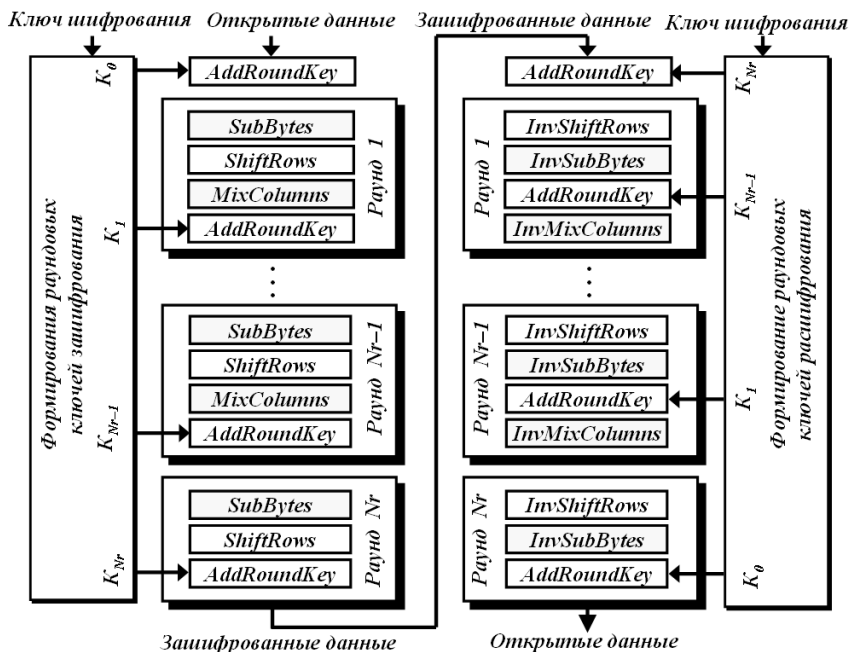 Ключ шифрования
Открытые данные
Зашифрованные данные
Ключ шифрования
Формирования раундовых
ключей зашифрования
K0
AddRoundKey
SubBytes
ShiftRows
MixColumns
K1
AddRoundKey
Раунд 1
. . .
SubBytes
ShiftRows
MixColumns
KNr–1
AddRoundKey
Раунд Nr–1
SubBytes
ShiftRows
KNr
AddRoundKey
Раунд Nr
Зашифрованные данные
AddRoundKey
KNr
Раунд 1
InvShiftRows
InvSubBytes
AddRoundKey
KNr–1
InvMixColumns
. . .
Раунд Nr–1
InvShiftRows
InvSubBytes
AddRoundKey
K1
InvMixColumns
Раунд Nr
InvShiftRows
InvSubBytes
AddRoundKey
K0
Формирование раундовых
ключей расшифрования
Открытые данные